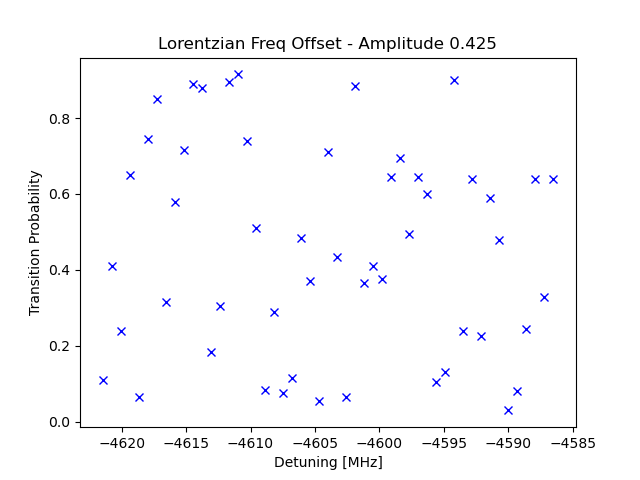 Lorentzian Freq Offset - Amplitude 0.425
Transition Probability
0.8
0.6
0.4
0.2
0.0
−4620 −4615 −4610 −4605 −4600 −4595 −4590 −4585
Detuning [MHz]